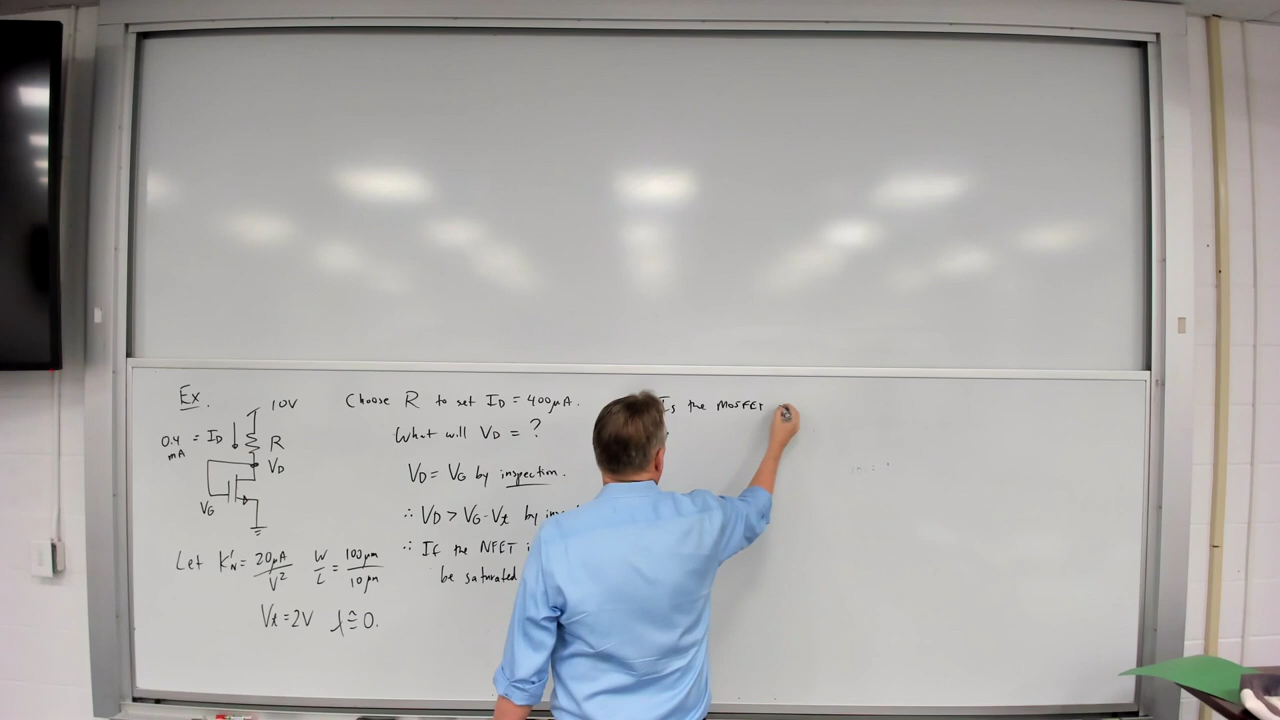 Ex.
10V
0.4 mA = I_D
R
V_D
V_G
Let K'_N = 20μA/V² W/L = 100μm/10μm
V_t = 2V λ ≅ 0.
Choose R to set I_D = 400μA.
What will V_D = ?
V_D = V_G by inspection.
∴ V_D > V_G - V_t by
∴ If the NFET
be saturated
Is the MOSFET